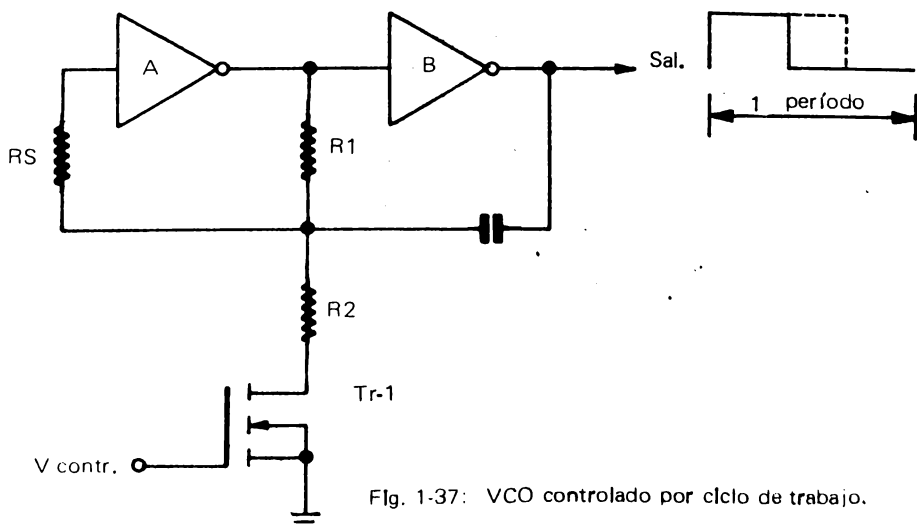 A
B
Sal.
1 período
RS
R1
R2
Tr-1
V contr.
Fig. 1-37: VCO controlado por ciclo de trabajo.